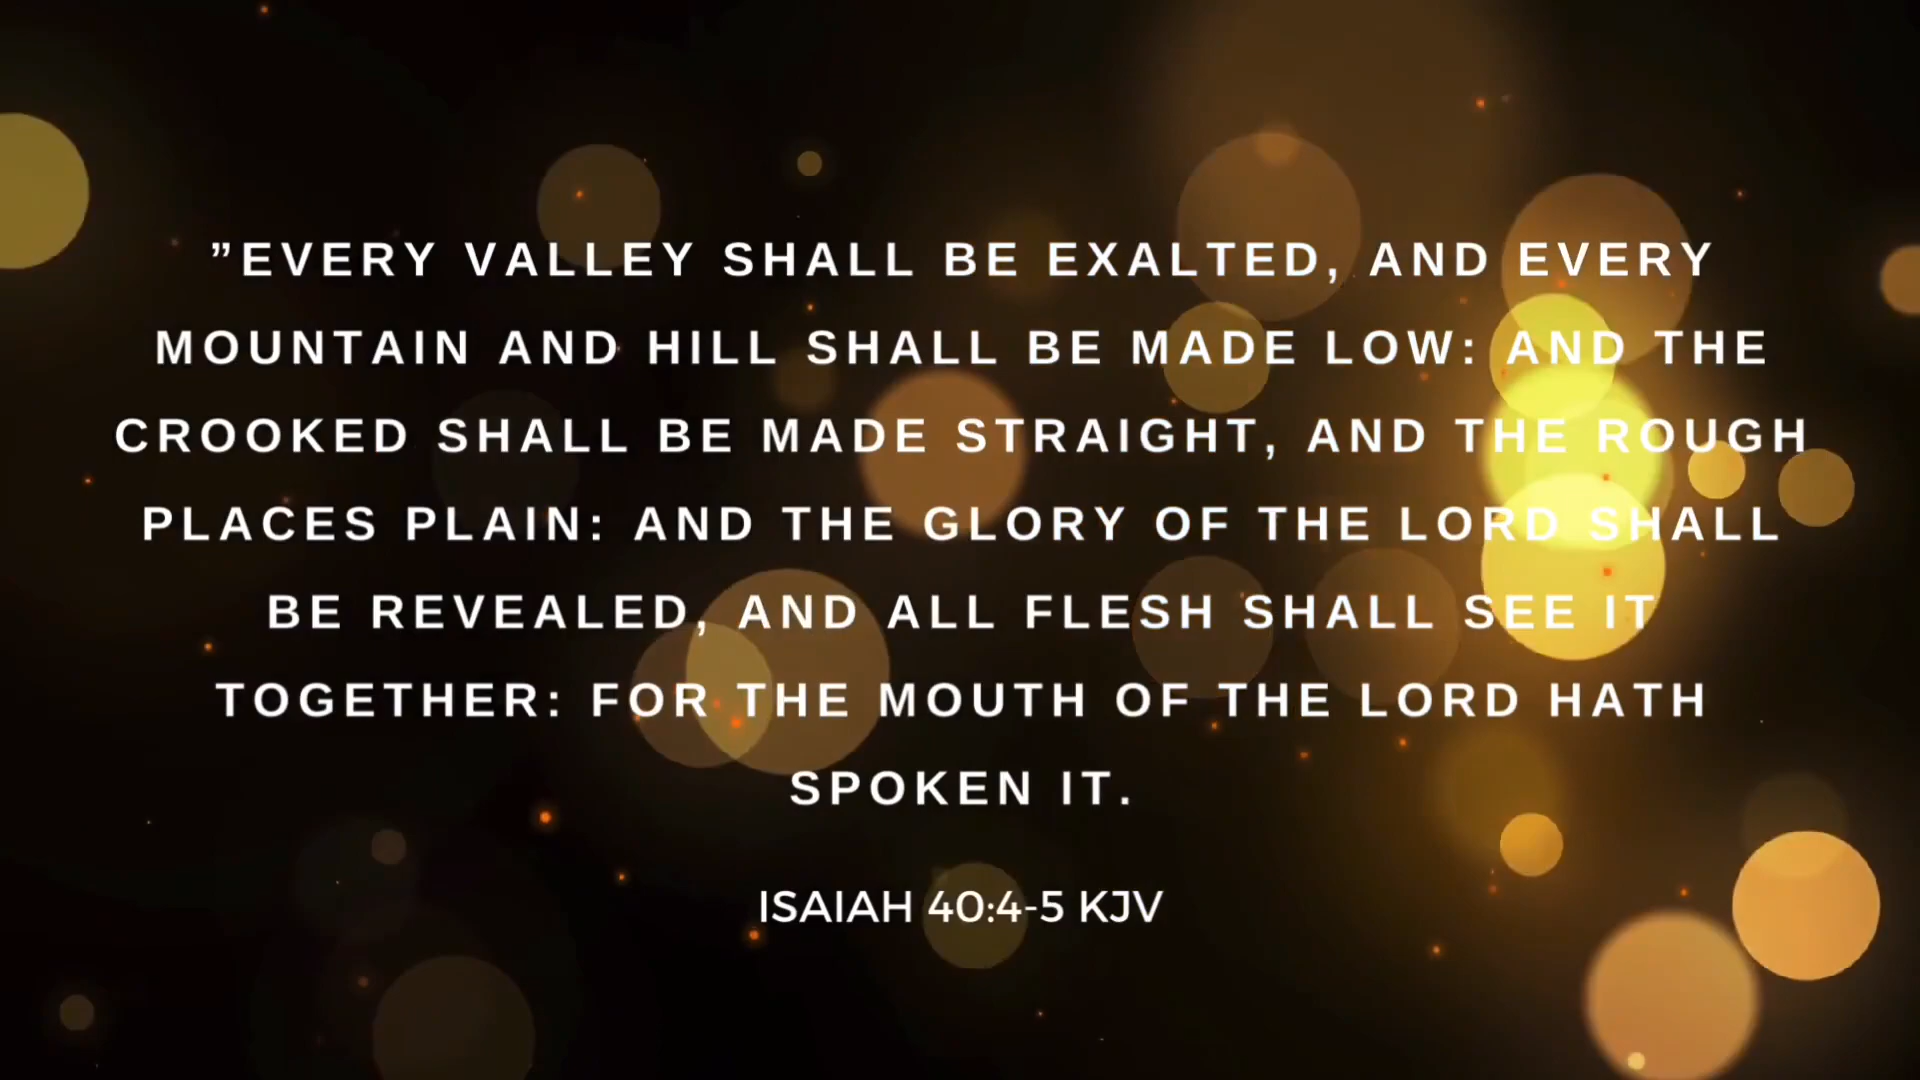 ”EVERY VALLEY SHALL BE EXALTED, AND EVERY
MOUNTAIN AND HILL SHALL BE MADE LOW: AND THE
CROOKED SHALL BE MADE STRAIGHT, AND THE ROUGH
PLACES PLAIN: AND THE GLORY OF THE LORD SHALL
BE REVEALED, AND ALL FLESH SHALL SEE IT
TOGETHER: FOR THE MOUTH OF THE LORD HATH
SPOKEN IT.
ISAIAH 40:4-5 KJV